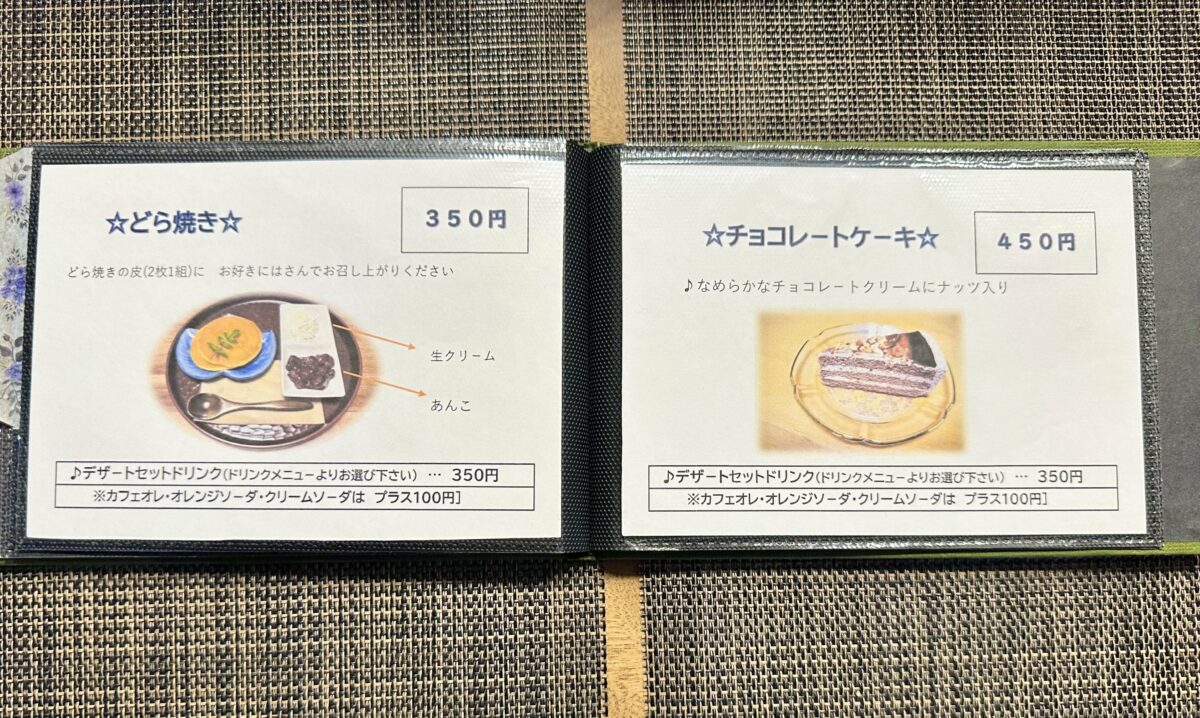 ☆どら焼き☆
350円
どら焼きの皮(2枚1組)に　お好きにはさんでお召し上がりください
生クリーム
あんこ
♪デザートセットドリンク(ドリンクメニューよりお選び下さい) … 350円
※カフェオレ・オレンジソーダ・クリームソーダは プラス100円]
☆チョコレートケーキ☆
450円
♪なめらかなチョコレートクリームにナッツ入り
♪デザートセットドリンク(ドリンクメニューよりお選び下さい) … 350円
※カフェオレ・オレンジソーダ・クリームソーダは プラス100円]